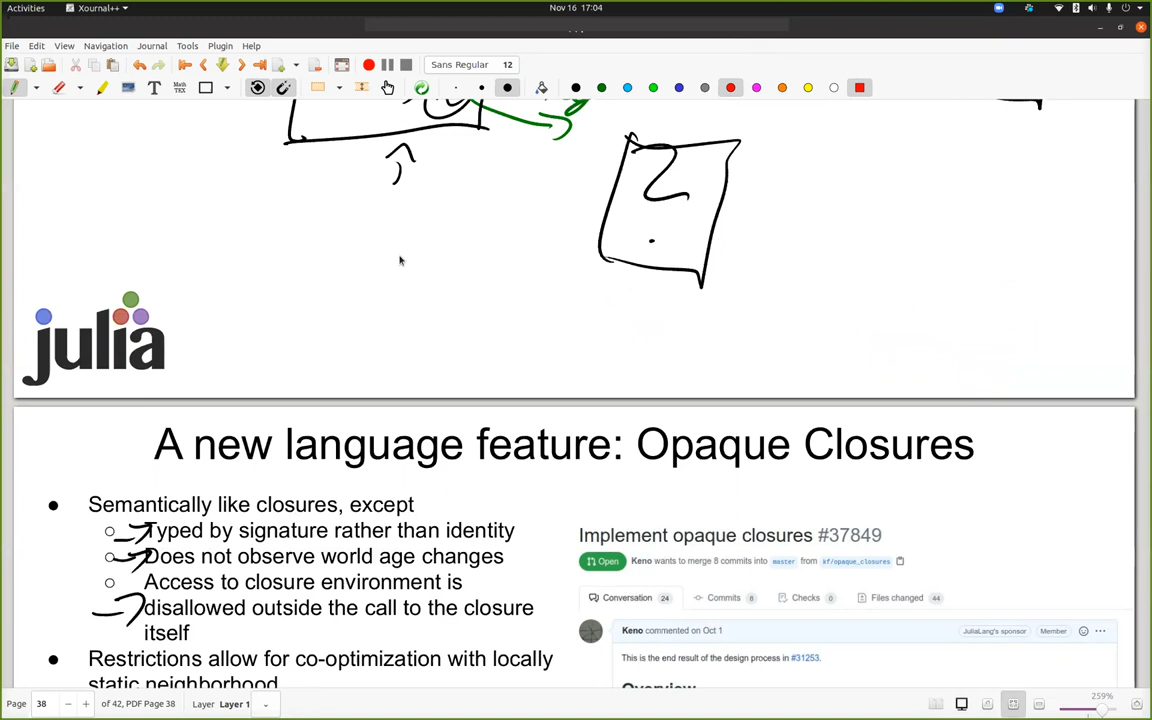 Activities
Xournal++
Nov 16 17:04
...
File Edit View Navigation Journal Tools Plugin Help
Sans Regular 12
T Math TEX
2
julia
A new language feature: Opaque Closures
● Semantically like closures, except
○ Typed by signature rather than identity
○ Does not observe world age changes
○ Access to closure environment is
disallowed outside the call to the closure
itself
● Restrictions allow for co-optimization with locally
static neighborhood
Implement opaque closures #37849
Open Keno wants to merge 8 commits into master from kf/opaque_closures
Conversation 24 Commits 8 Checks 0 Files changed 44
Keno commented on Oct 1 JuliaLang's sponsor Member ...
This is the end result of the design process in #31253.
Overview
Page 38 − + of 42, PDF Page 38 Layer Layer 1 259%